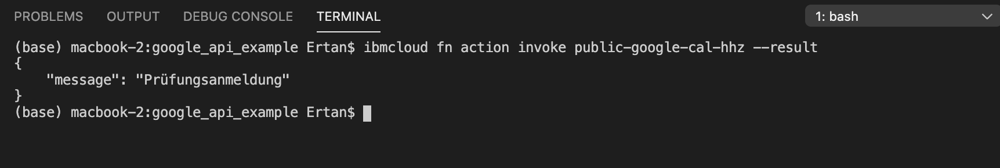 PROBLEMS OUTPUT DEBUG CONSOLE TERMINAL 1: bash
(base) macbook-2:google_api_example Ertan$ ibmcloud fn action invoke public-google-cal-hhz --result
{
    "message": "Prüfungsanmeldung"
}
(base) macbook-2:google_api_example Ertan$